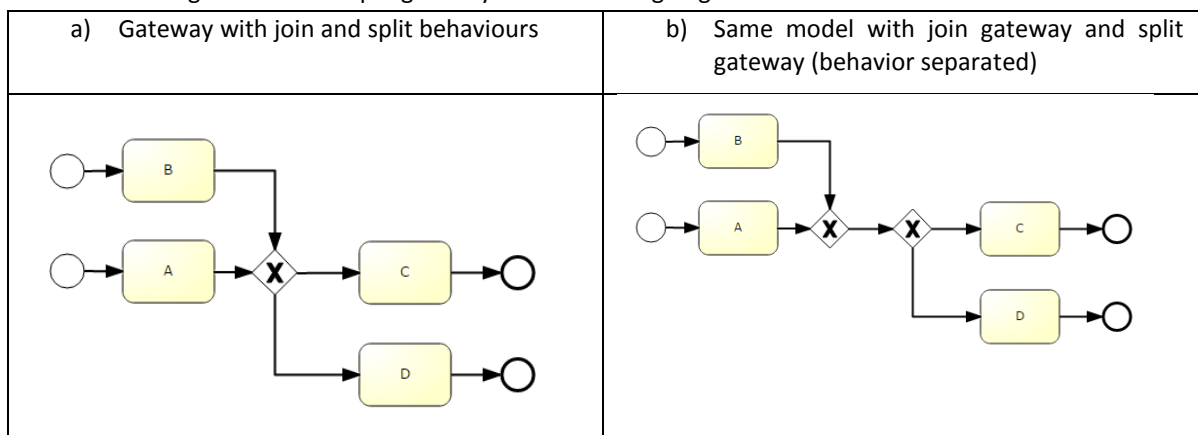 a) Gateway with join and split behaviours
b) Same model with join gateway and split
gateway (behavior separated)
B
A
X
C
D
B
A
X
X
C
D